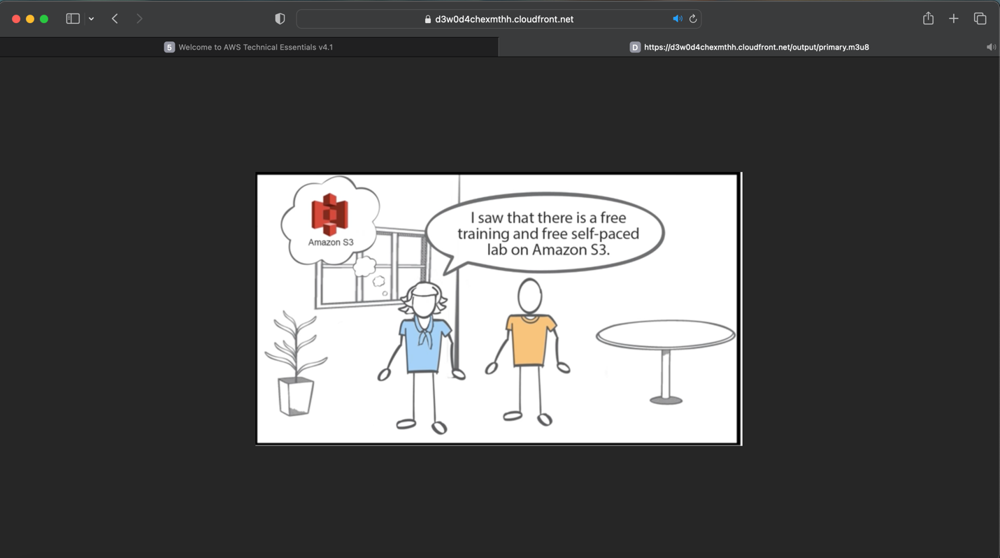 d3w0d4chexmthh.cloudfront.net
5 Welcome to AWS Technical Essentials v4.1
D https://d3w0d4chexmthh.cloudfront.net/output/primary.m3u8
Amazon S3
I saw that there is a free
training and free self-paced
lab on Amazon S3.